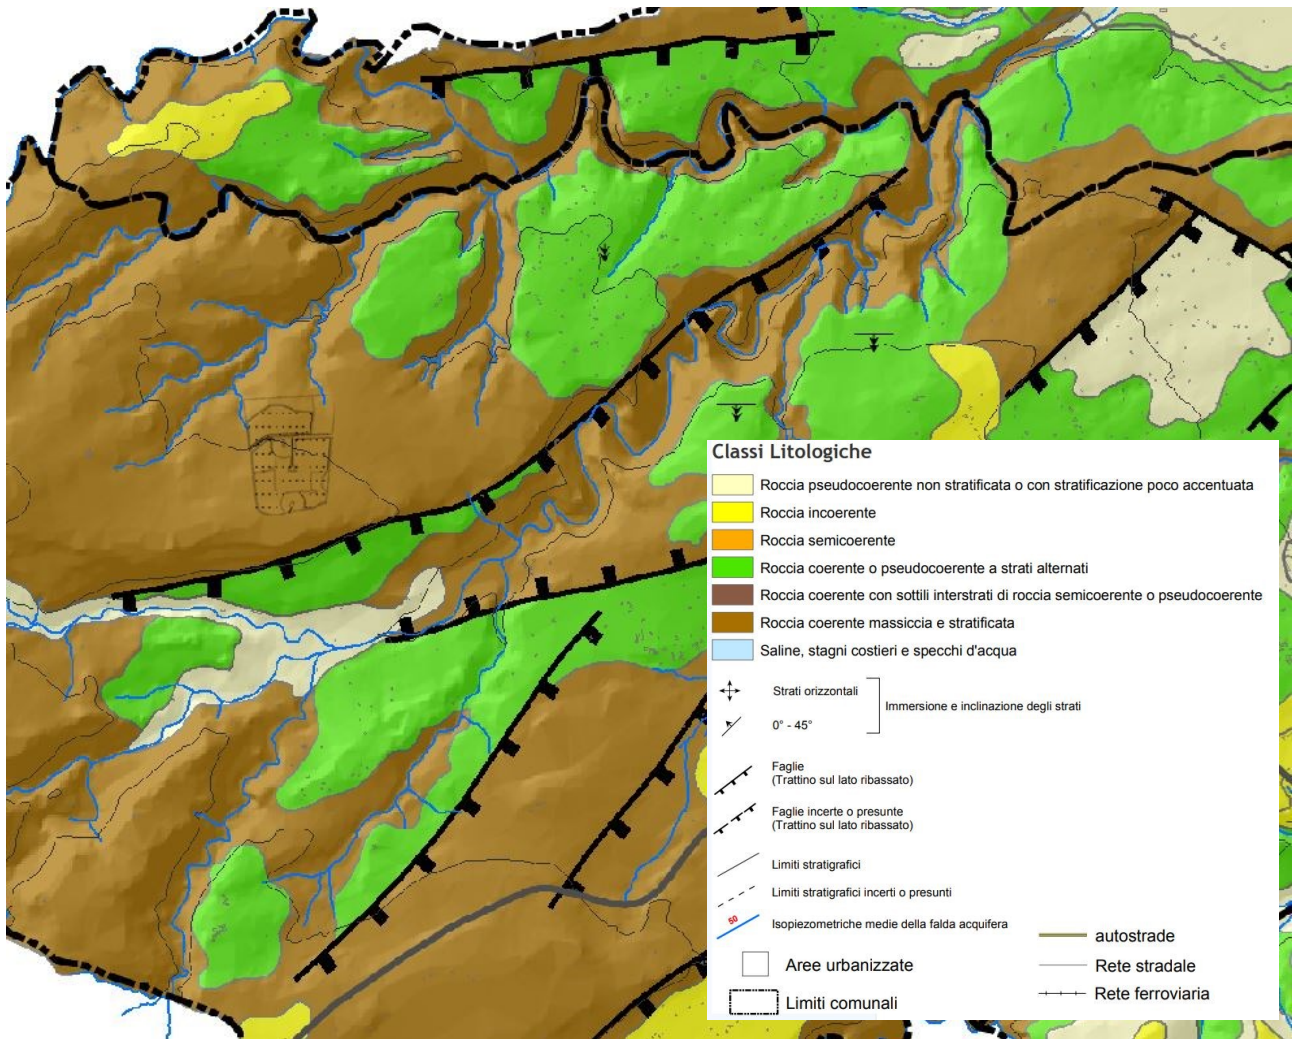 Classi Litologiche
Roccia pseudocoerente non stratificata o con stratificazione poco accentuata
Roccia incoerente
Roccia semicoerente
Roccia coerente o pseudocoerente a strati alternati
Roccia coerente con sottili interstrati di roccia semicoerente o pseudocoerente
Roccia coerente massiccia e stratificata
Saline, stagni costieri e specchi d'acqua
Strati orizzontali
Immersione e inclinazione degli strati
0° - 45°
Faglie
(Trattino sul lato ribassato)
Faglie incerte o presunte
(Trattino sul lato ribassato)
Limiti stratigrafici
Limiti stratigrafici incerti o presunti
50
Isopiezometriche medie della falda acquifera
Aree urbanizzate
Limiti comunali
autostrade
Rete stradale
Rete ferroviaria